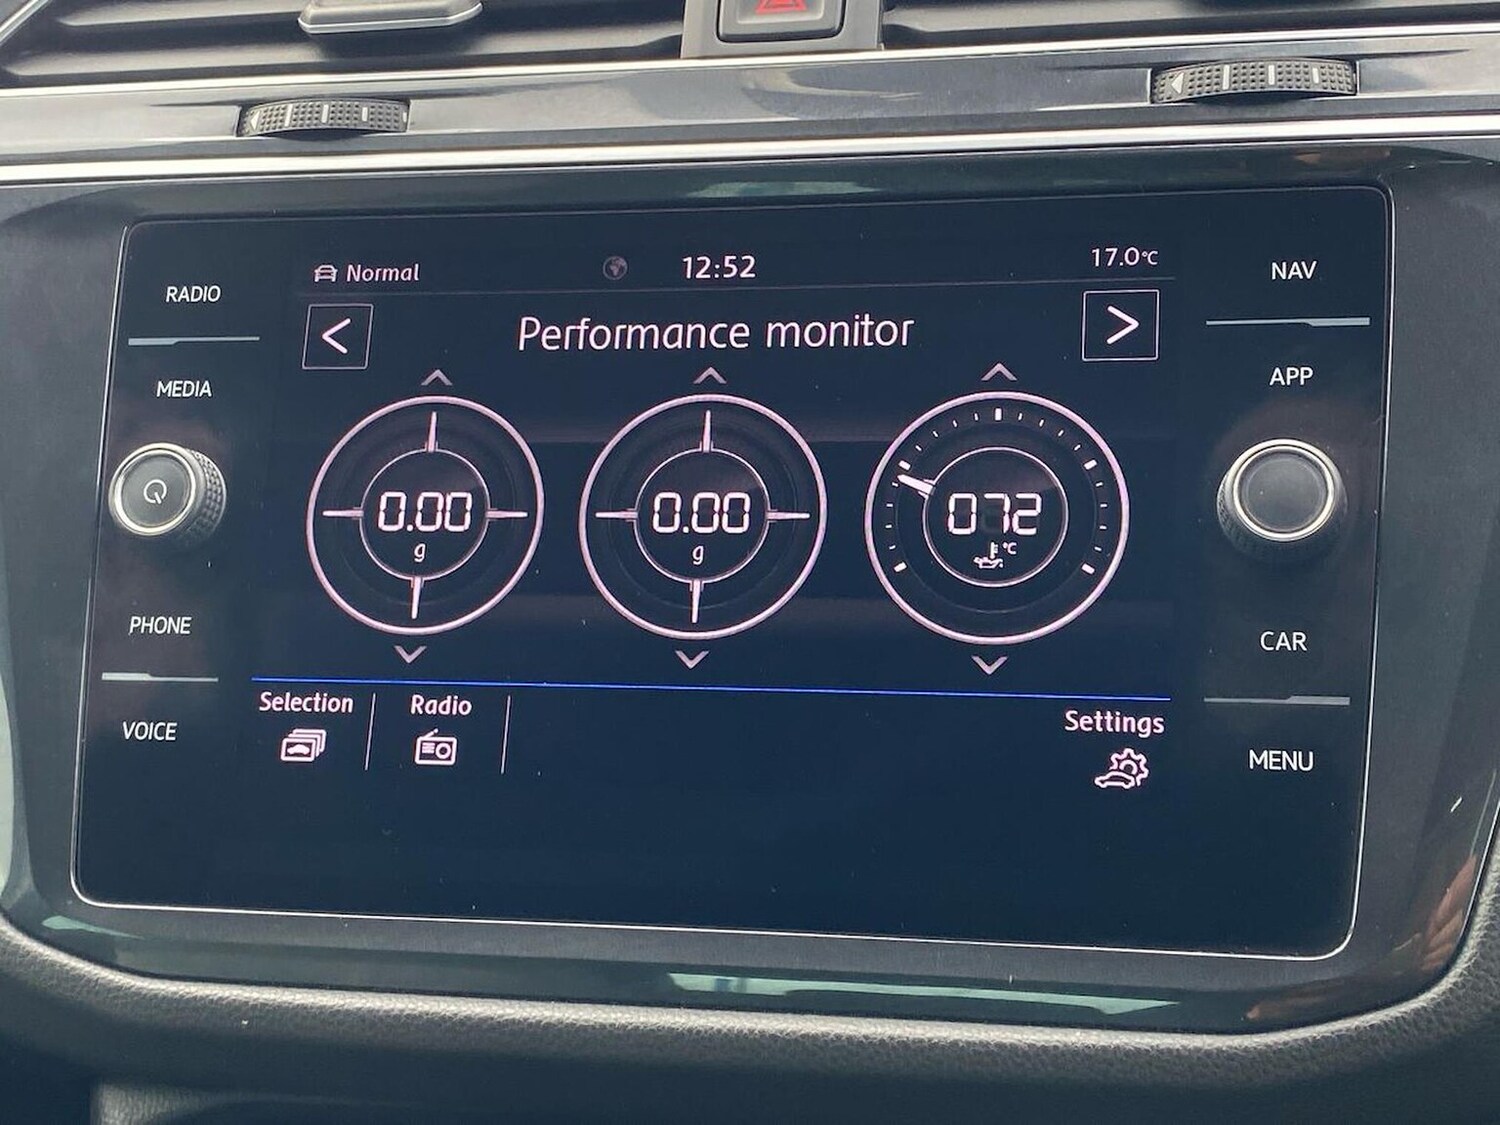 Normal
12:52
17.0°C
<
Performance monitor
>
RADIO
MEDIA
PHONE
VOICE
0.00
g
0.00
g
072
°C
Selection
Radio
Settings
NAV
APP
CAR
MENU